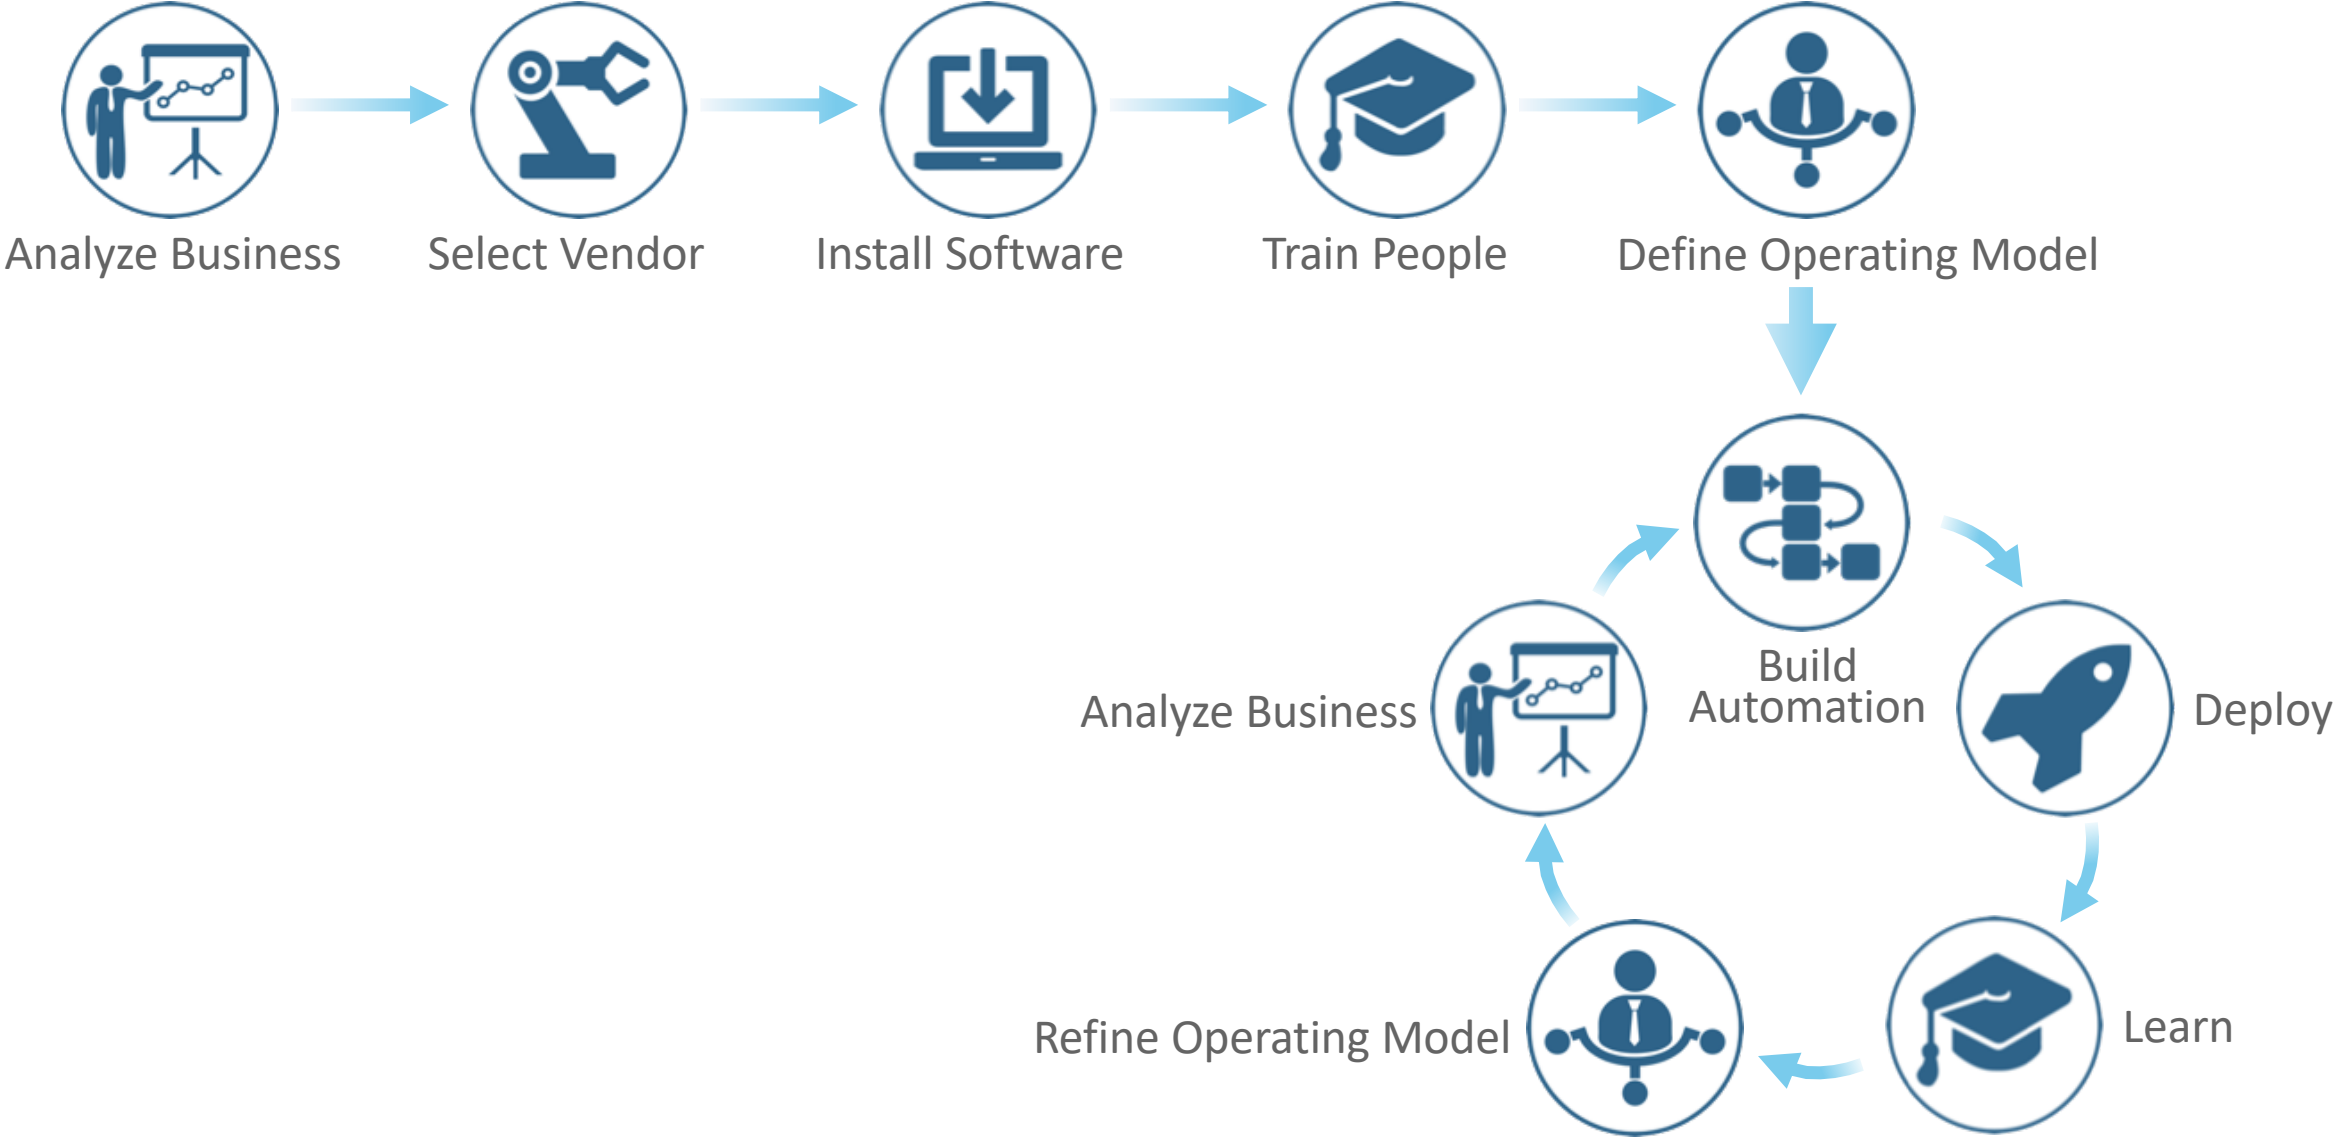 Analyze Business
Select Vendor
Install Software
Train People
Define Operating Model
Build
Automation
Deploy
Learn
Refine Operating Model
Analyze Business